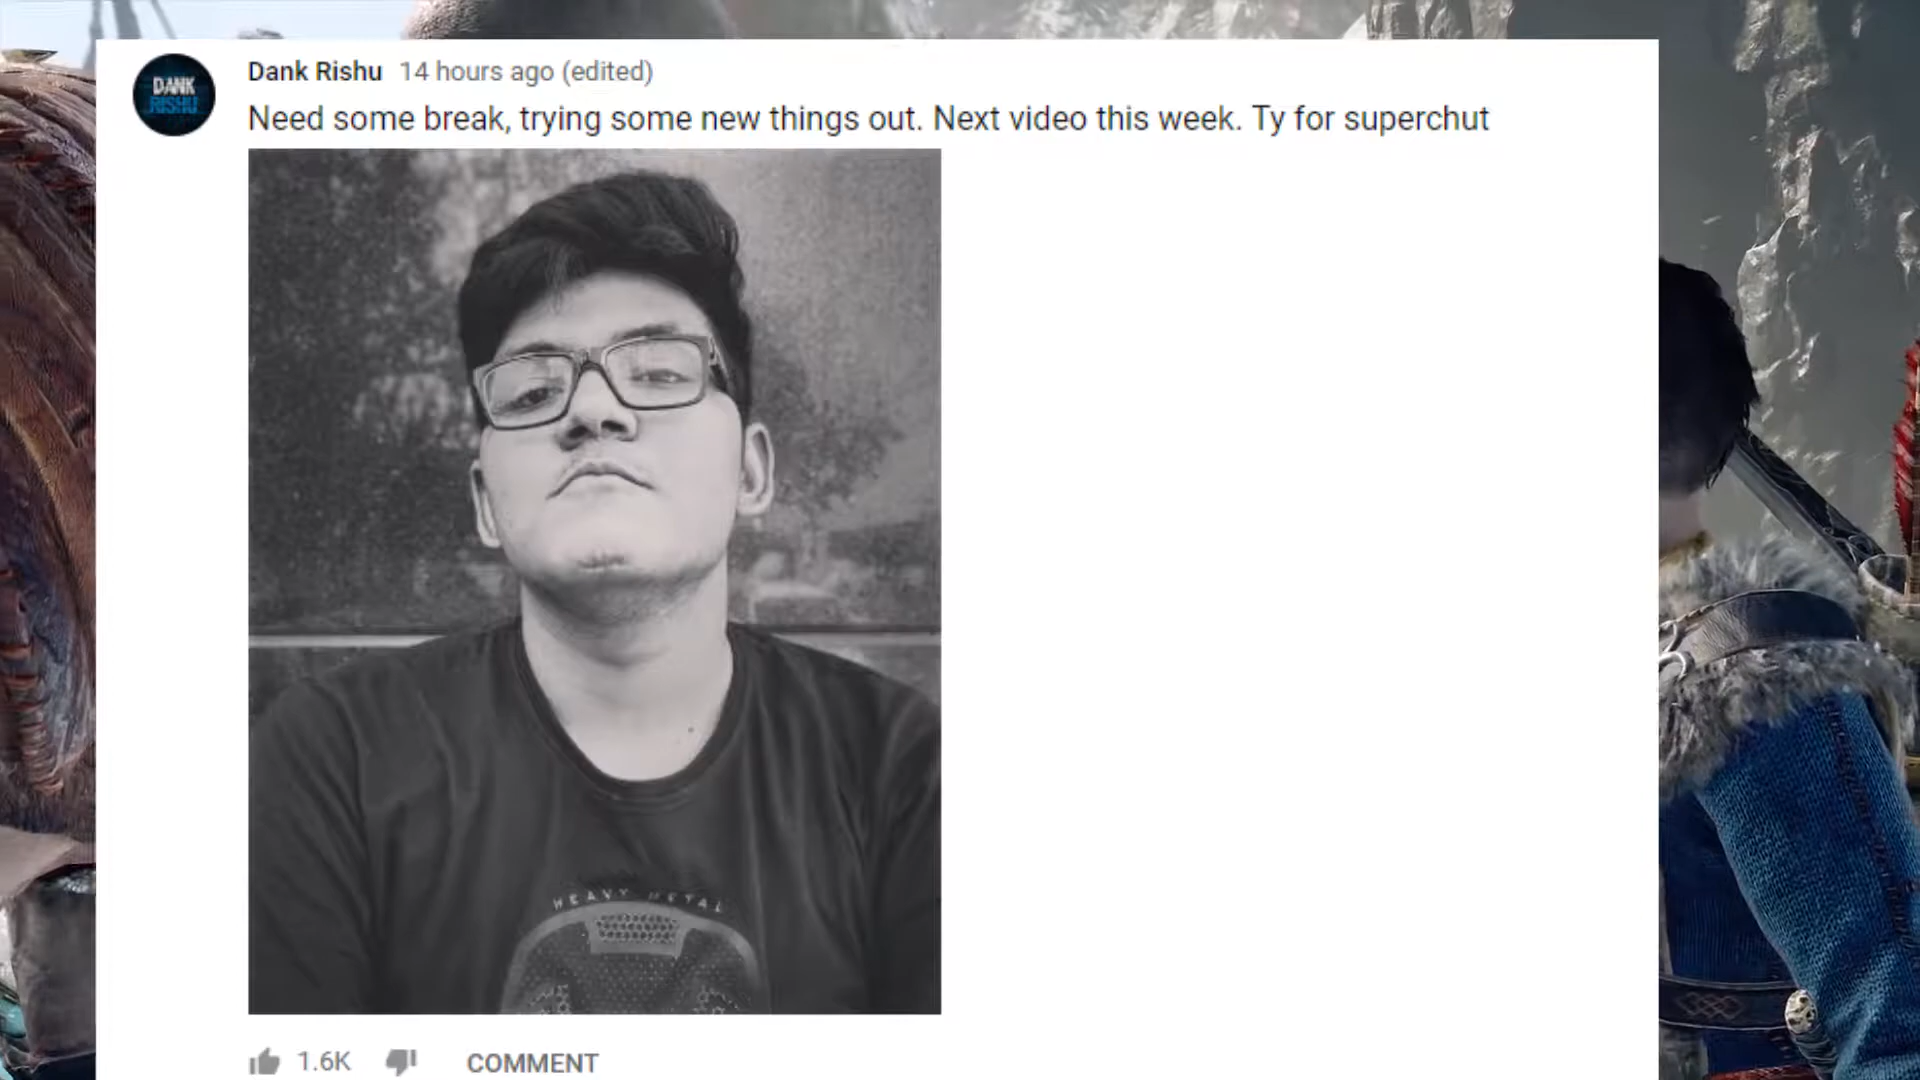 DANK
RISHU
Dank Rishu 14 hours ago (edited)
Need some break, trying some new things out. Next video this week. Ty for superchut
HEAVY METAL
1.6K COMMENT